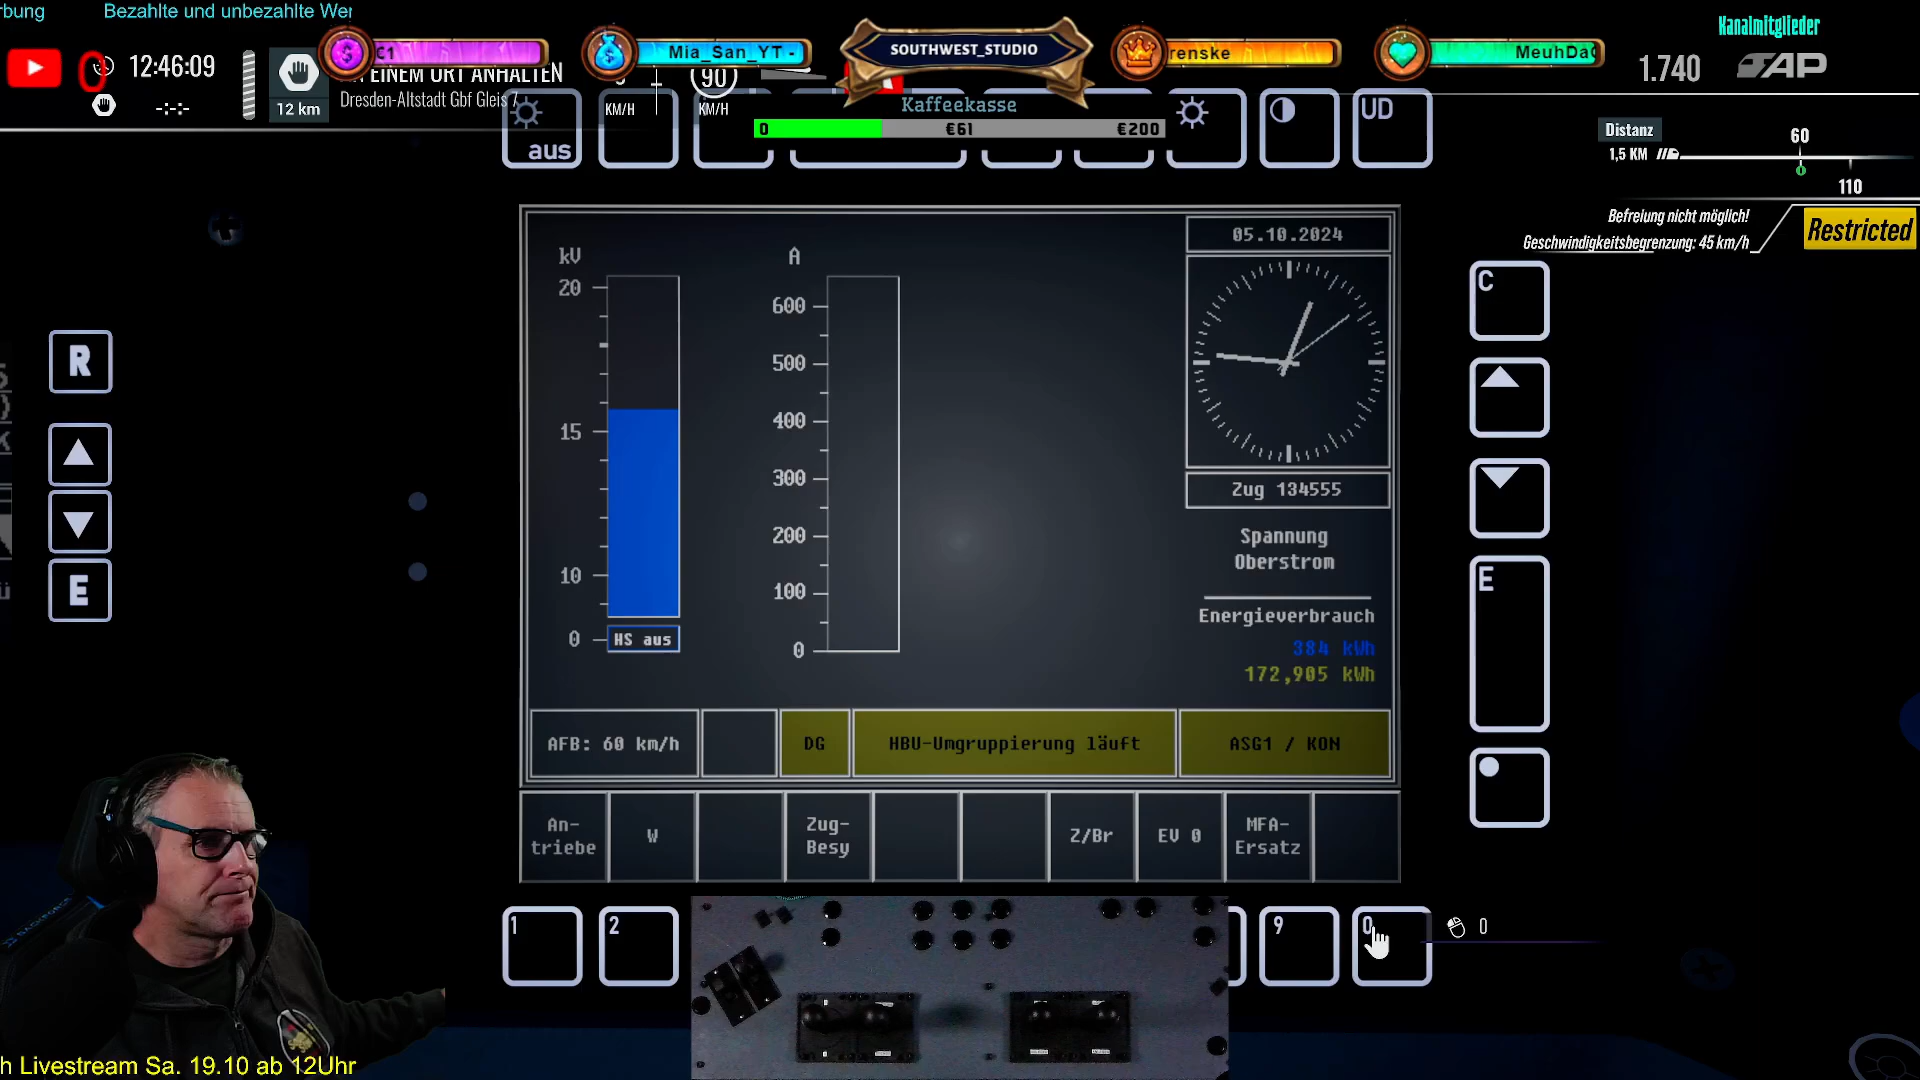 rbung
Bezahlte und unbezahlte Wer
€1
Mia_San_YT -
SOUTHWEST_STUDIO
renske
MeuhDa
Kanalmitglieder
12:46:09
-:-:-
12 km
N EINEM ORT ANHALTEN
Dresden-Altstadt Gbf Gleis 7
KM/H
90
KM/H
Kaffeekasse
0
€61
€200
1.740
AP
aus
UD
Distanz
1,5 KM
60
110
Befreiung nicht möglich!
Geschwindigkeitsbegrenzung: 45 km/h
Restricted
kV
20
15
10
0
HS aus
A
600
500
400
300
200
100
0
05.10.2024
Zug 134555
Spannung
Oberstrom
Energieverbrauch
384 kWh
172,905 kWh
AFB: 60 km/h
DG
HBU-Umgruppierung läuft
ASG1 / KON
An-
triebe
W
Zug-
Besy
Z/Br
EV 0
MFA-
Ersatz
R
E
C
E
1
2
9
0
0
h Livestream Sa. 19.10 ab 12Uhr